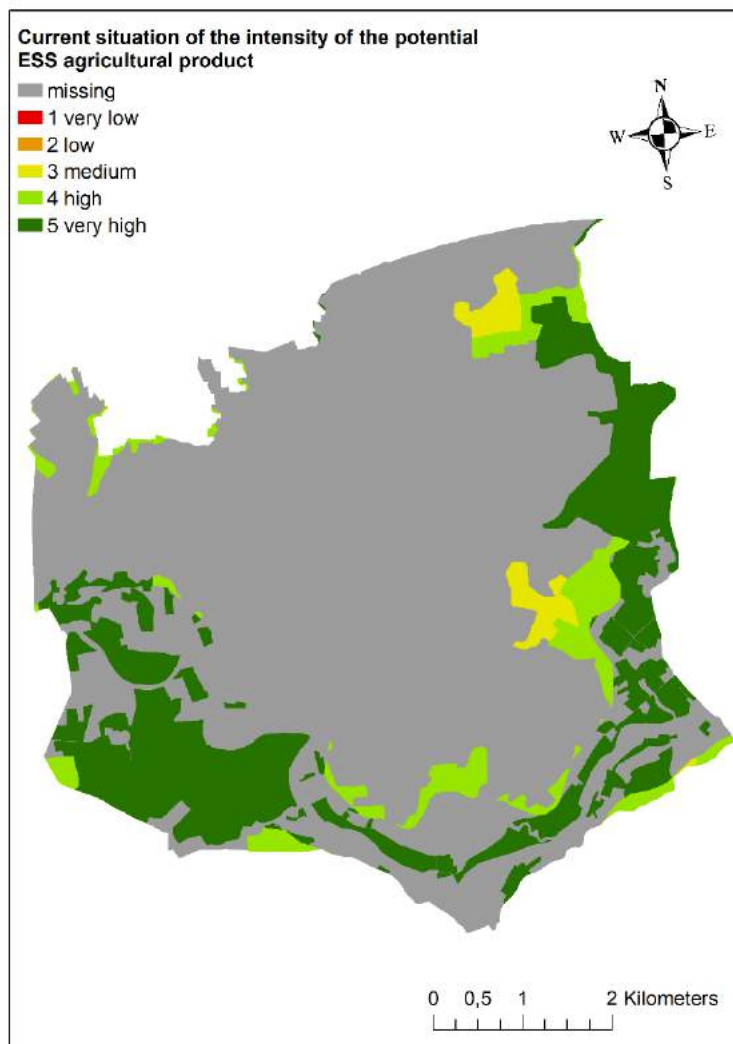 Current situation of the intensity of the potential
ESS agricultural product
missing
1 very low
2 low
3 medium
4 high
5 very high
N
W E
S
0 0,5 1 2 Kilometers